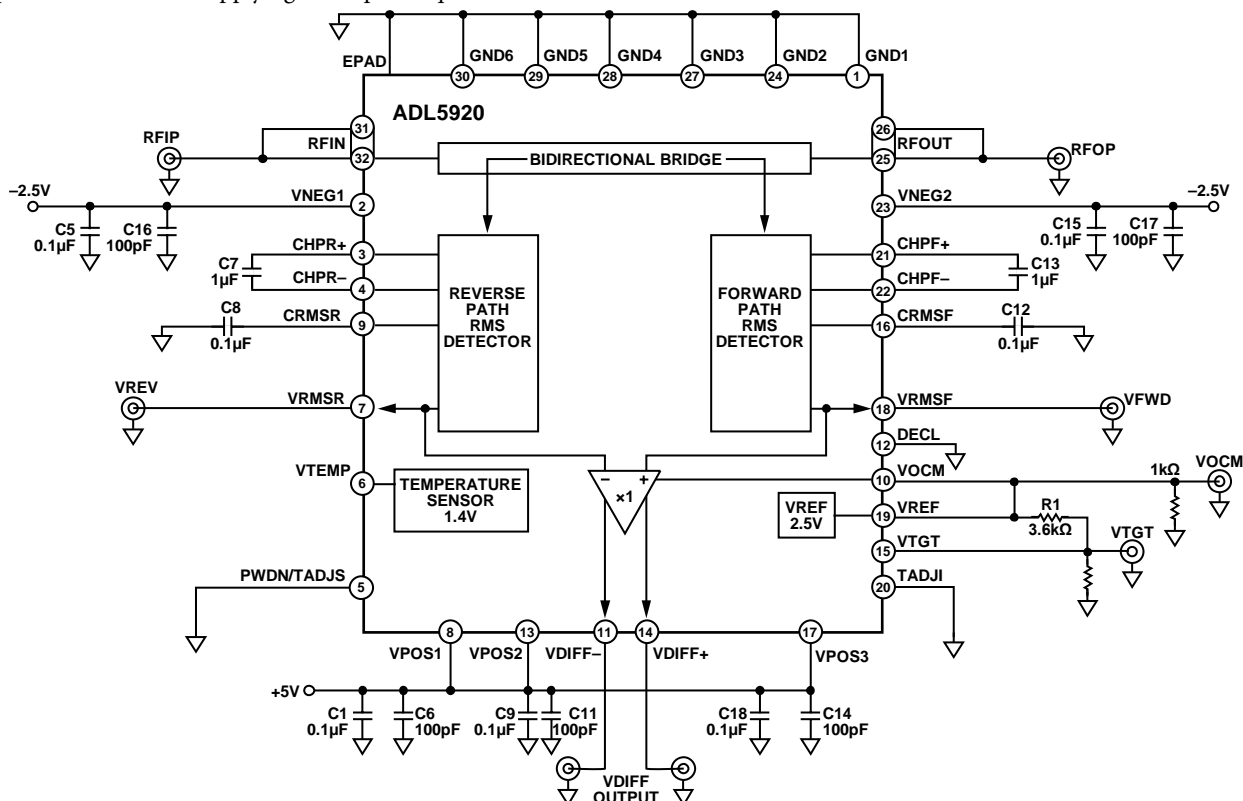 EPAD
GND6
GND5
GND4
GND3
GND2
GND1
30
29
28
27
24
1
ADL5920
RFIP
31
RFIN
32
BIDIRECTIONAL BRIDGE
26
RFOUT
25
RFOP
–2.5V
VNEG1
2
C5
0.1µF
C16
100pF
23
VNEG2
–2.5V
C15
0.1µF
C17
100pF
CHPR+
3
C7
1µF
CHPR–
4
C8
0.1µF
CRMSR
9
REVERSE
PATH
RMS
DETECTOR
FORWARD
PATH
RMS
DETECTOR
21
CHPF+
22
CHPF–
C13
1µF
16
CRMSF
C12
0.1µF
VREV
VRMSR
7
18
VRMSF
VFWD
12
DECL
VTEMP
6
TEMPERATURE
SENSOR
1.4V
– +
×1
10
VOCM
1kΩ
VOCM
VREF
2.5V
19
VREF
R1
3.6kΩ
15
VTGT
VTGT
PWDN/TADJS
5
20
TADJI
8
13
11
14
17
VPOS1
VPOS2
VDIFF–
VDIFF+
VPOS3
+5V
C1
0.1µF
C6
100pF
C9
0.1µF
C11
100pF
C18
0.1µF
C14
100pF
VDIFF
OUTPUT